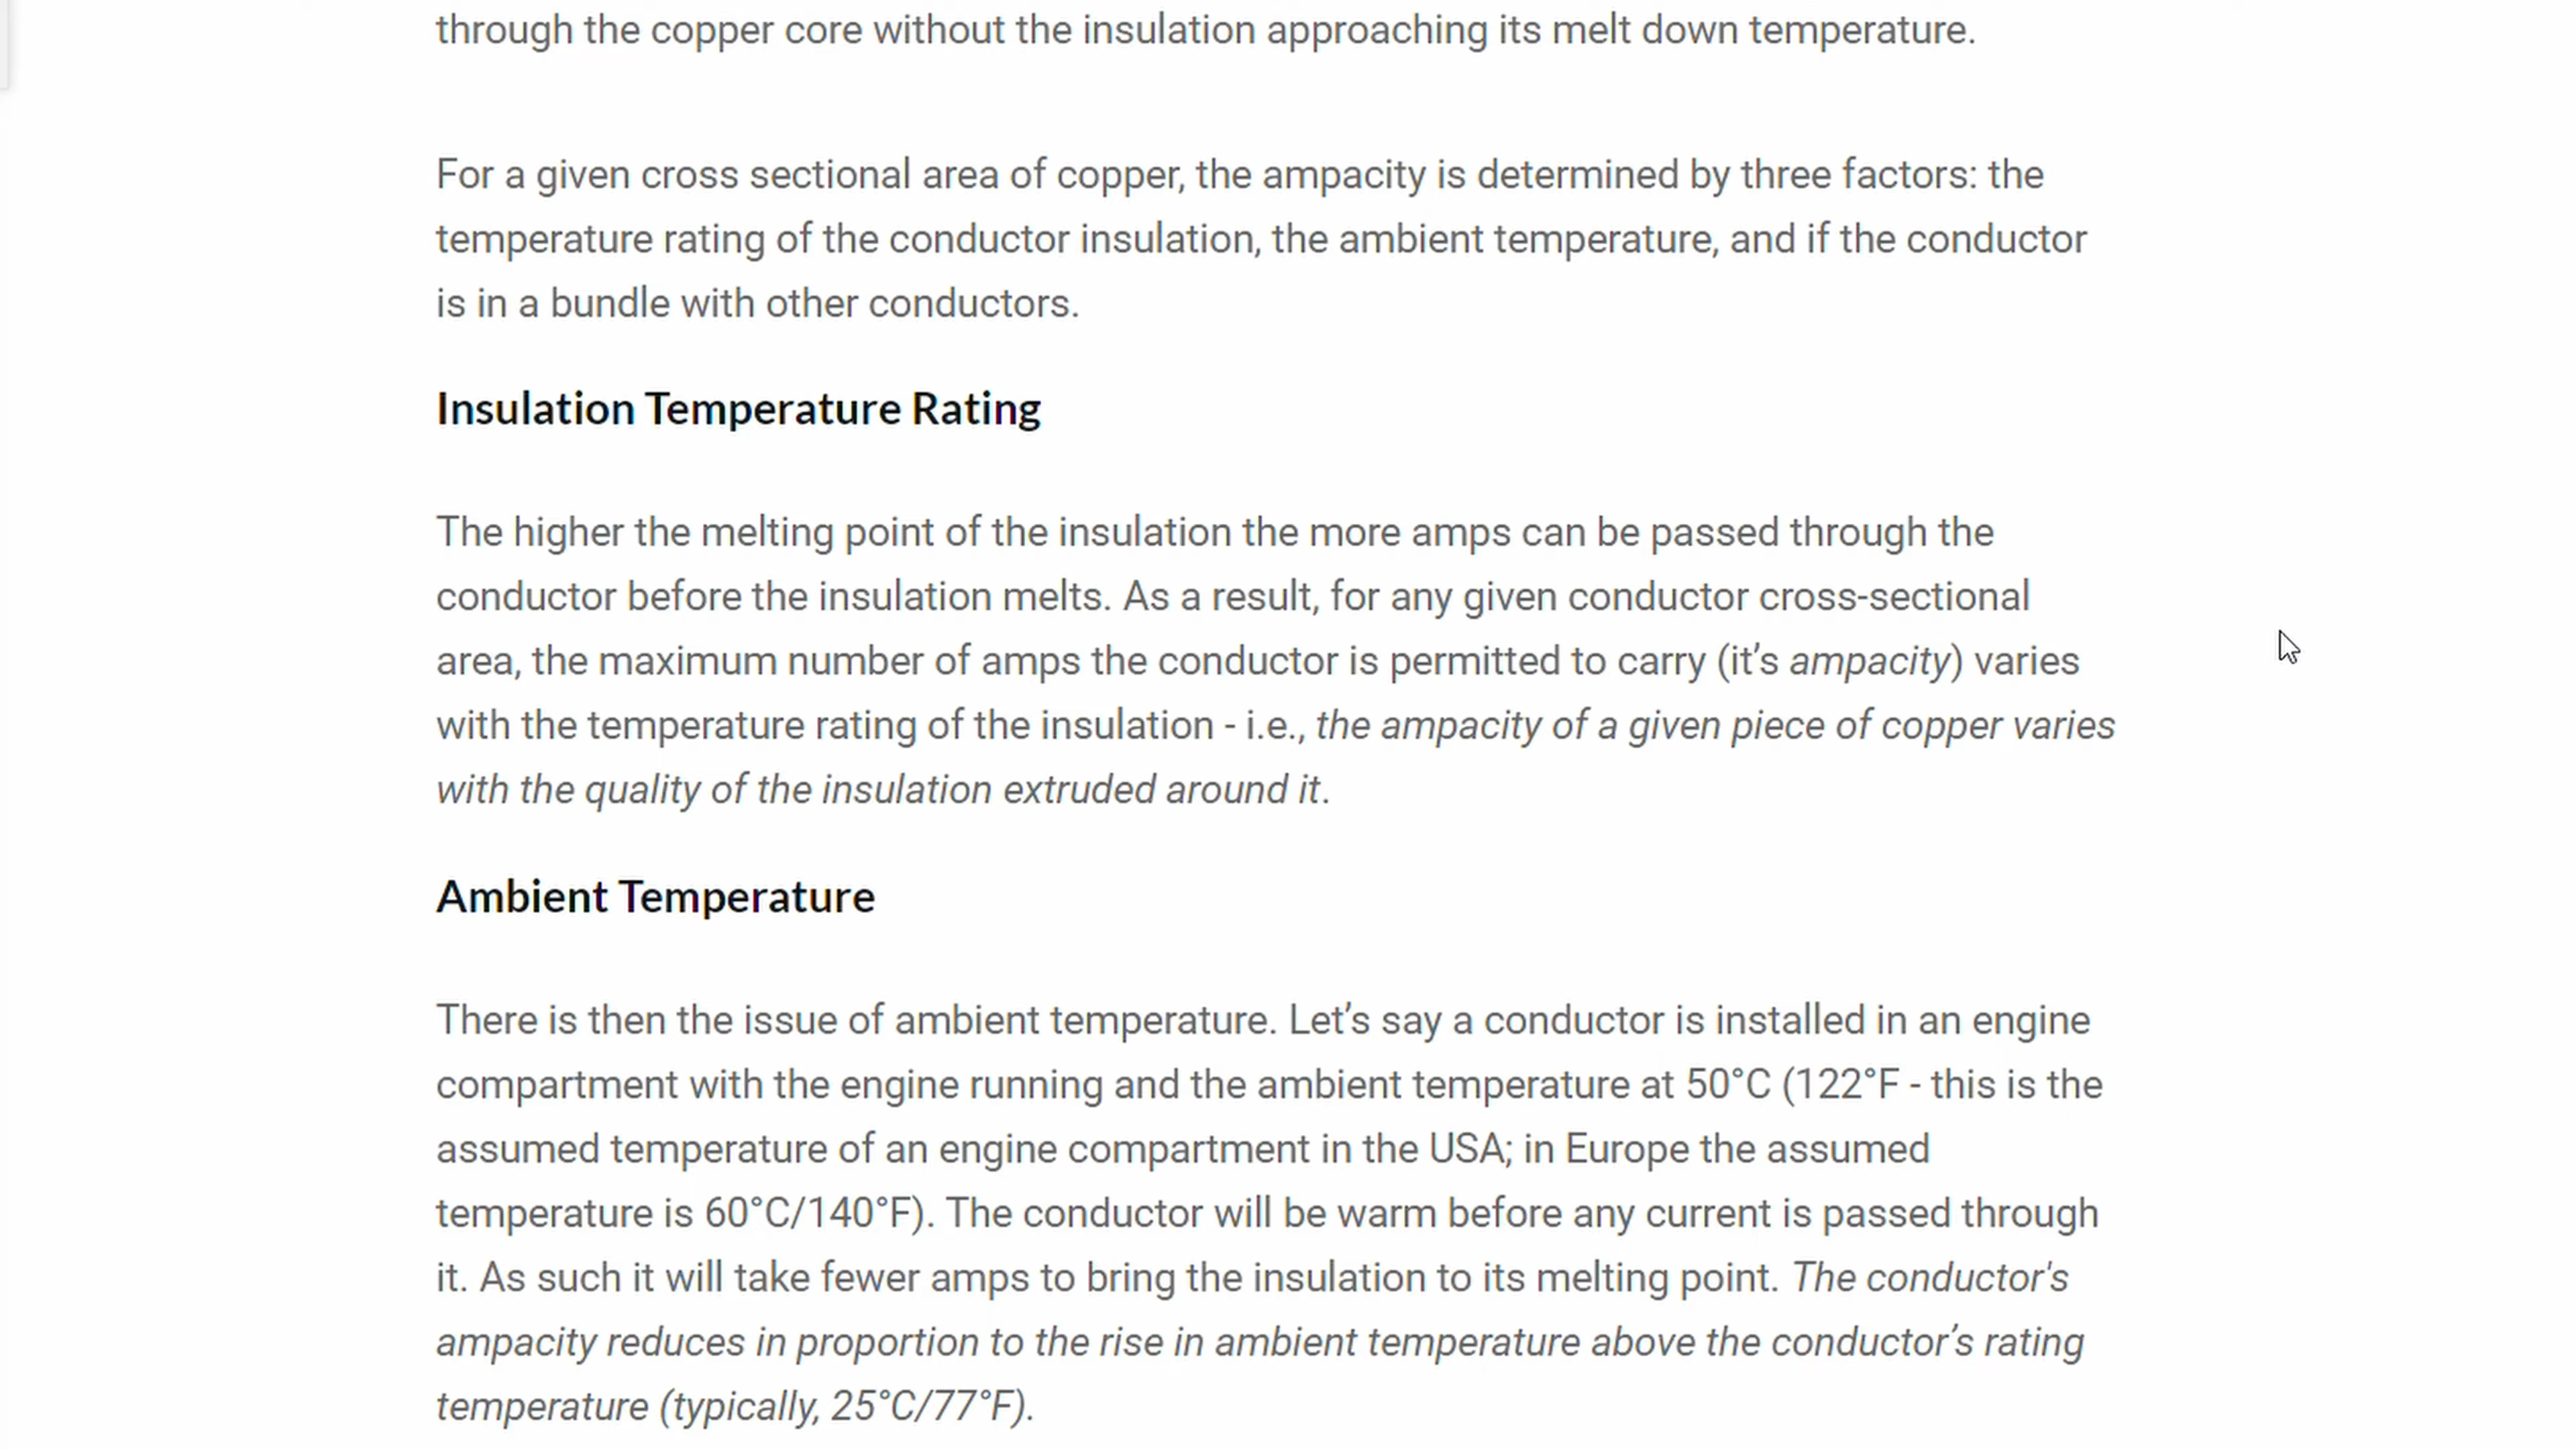 through the copper core without the insulation approaching its melt down temperature.
For a given cross sectional area of copper, the ampacity is determined by three factors: the
temperature rating of the conductor insulation, the ambient temperature, and if the conductor
is in a bundle with other conductors.
Insulation Temperature Rating
The higher the melting point of the insulation the more amps can be passed through the
conductor before the insulation melts. As a result, for any given conductor cross-sectional
area, the maximum number of amps the conductor is permitted to carry (it’s ampacity) varies
with the temperature rating of the insulation - i.e., the ampacity of a given piece of copper varies
with the quality of the insulation extruded around it.
Ambient Temperature
There is then the issue of ambient temperature. Let’s say a conductor is installed in an engine
compartment with the engine running and the ambient temperature at 50°C (122°F - this is the
assumed temperature of an engine compartment in the USA; in Europe the assumed
temperature is 60°C/140°F). The conductor will be warm before any current is passed through
it. As such it will take fewer amps to bring the insulation to its melting point. The conductor's
ampacity reduces in proportion to the rise in ambient temperature above the conductor’s rating
temperature (typically, 25°C/77°F).